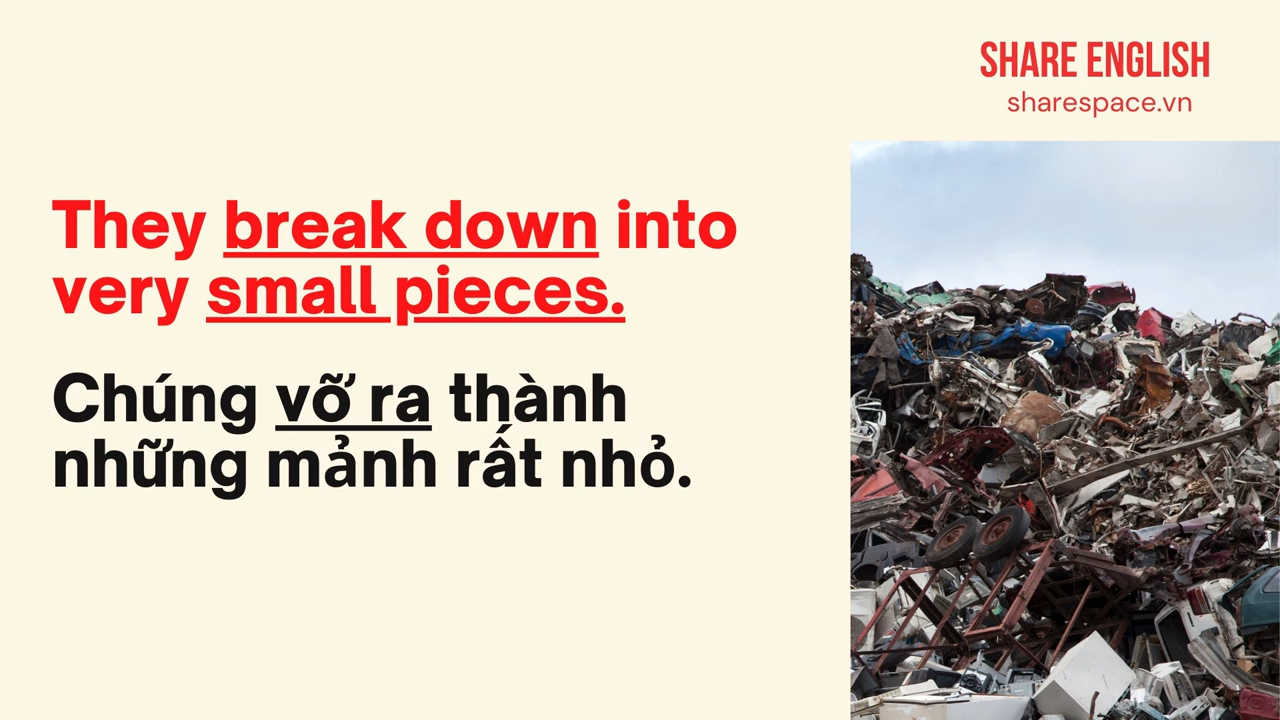 SHARE ENGLISH
sharespace.vn
They break down into
very small pieces.
Chúng vỡ ra thành
những mảnh rất nhỏ.